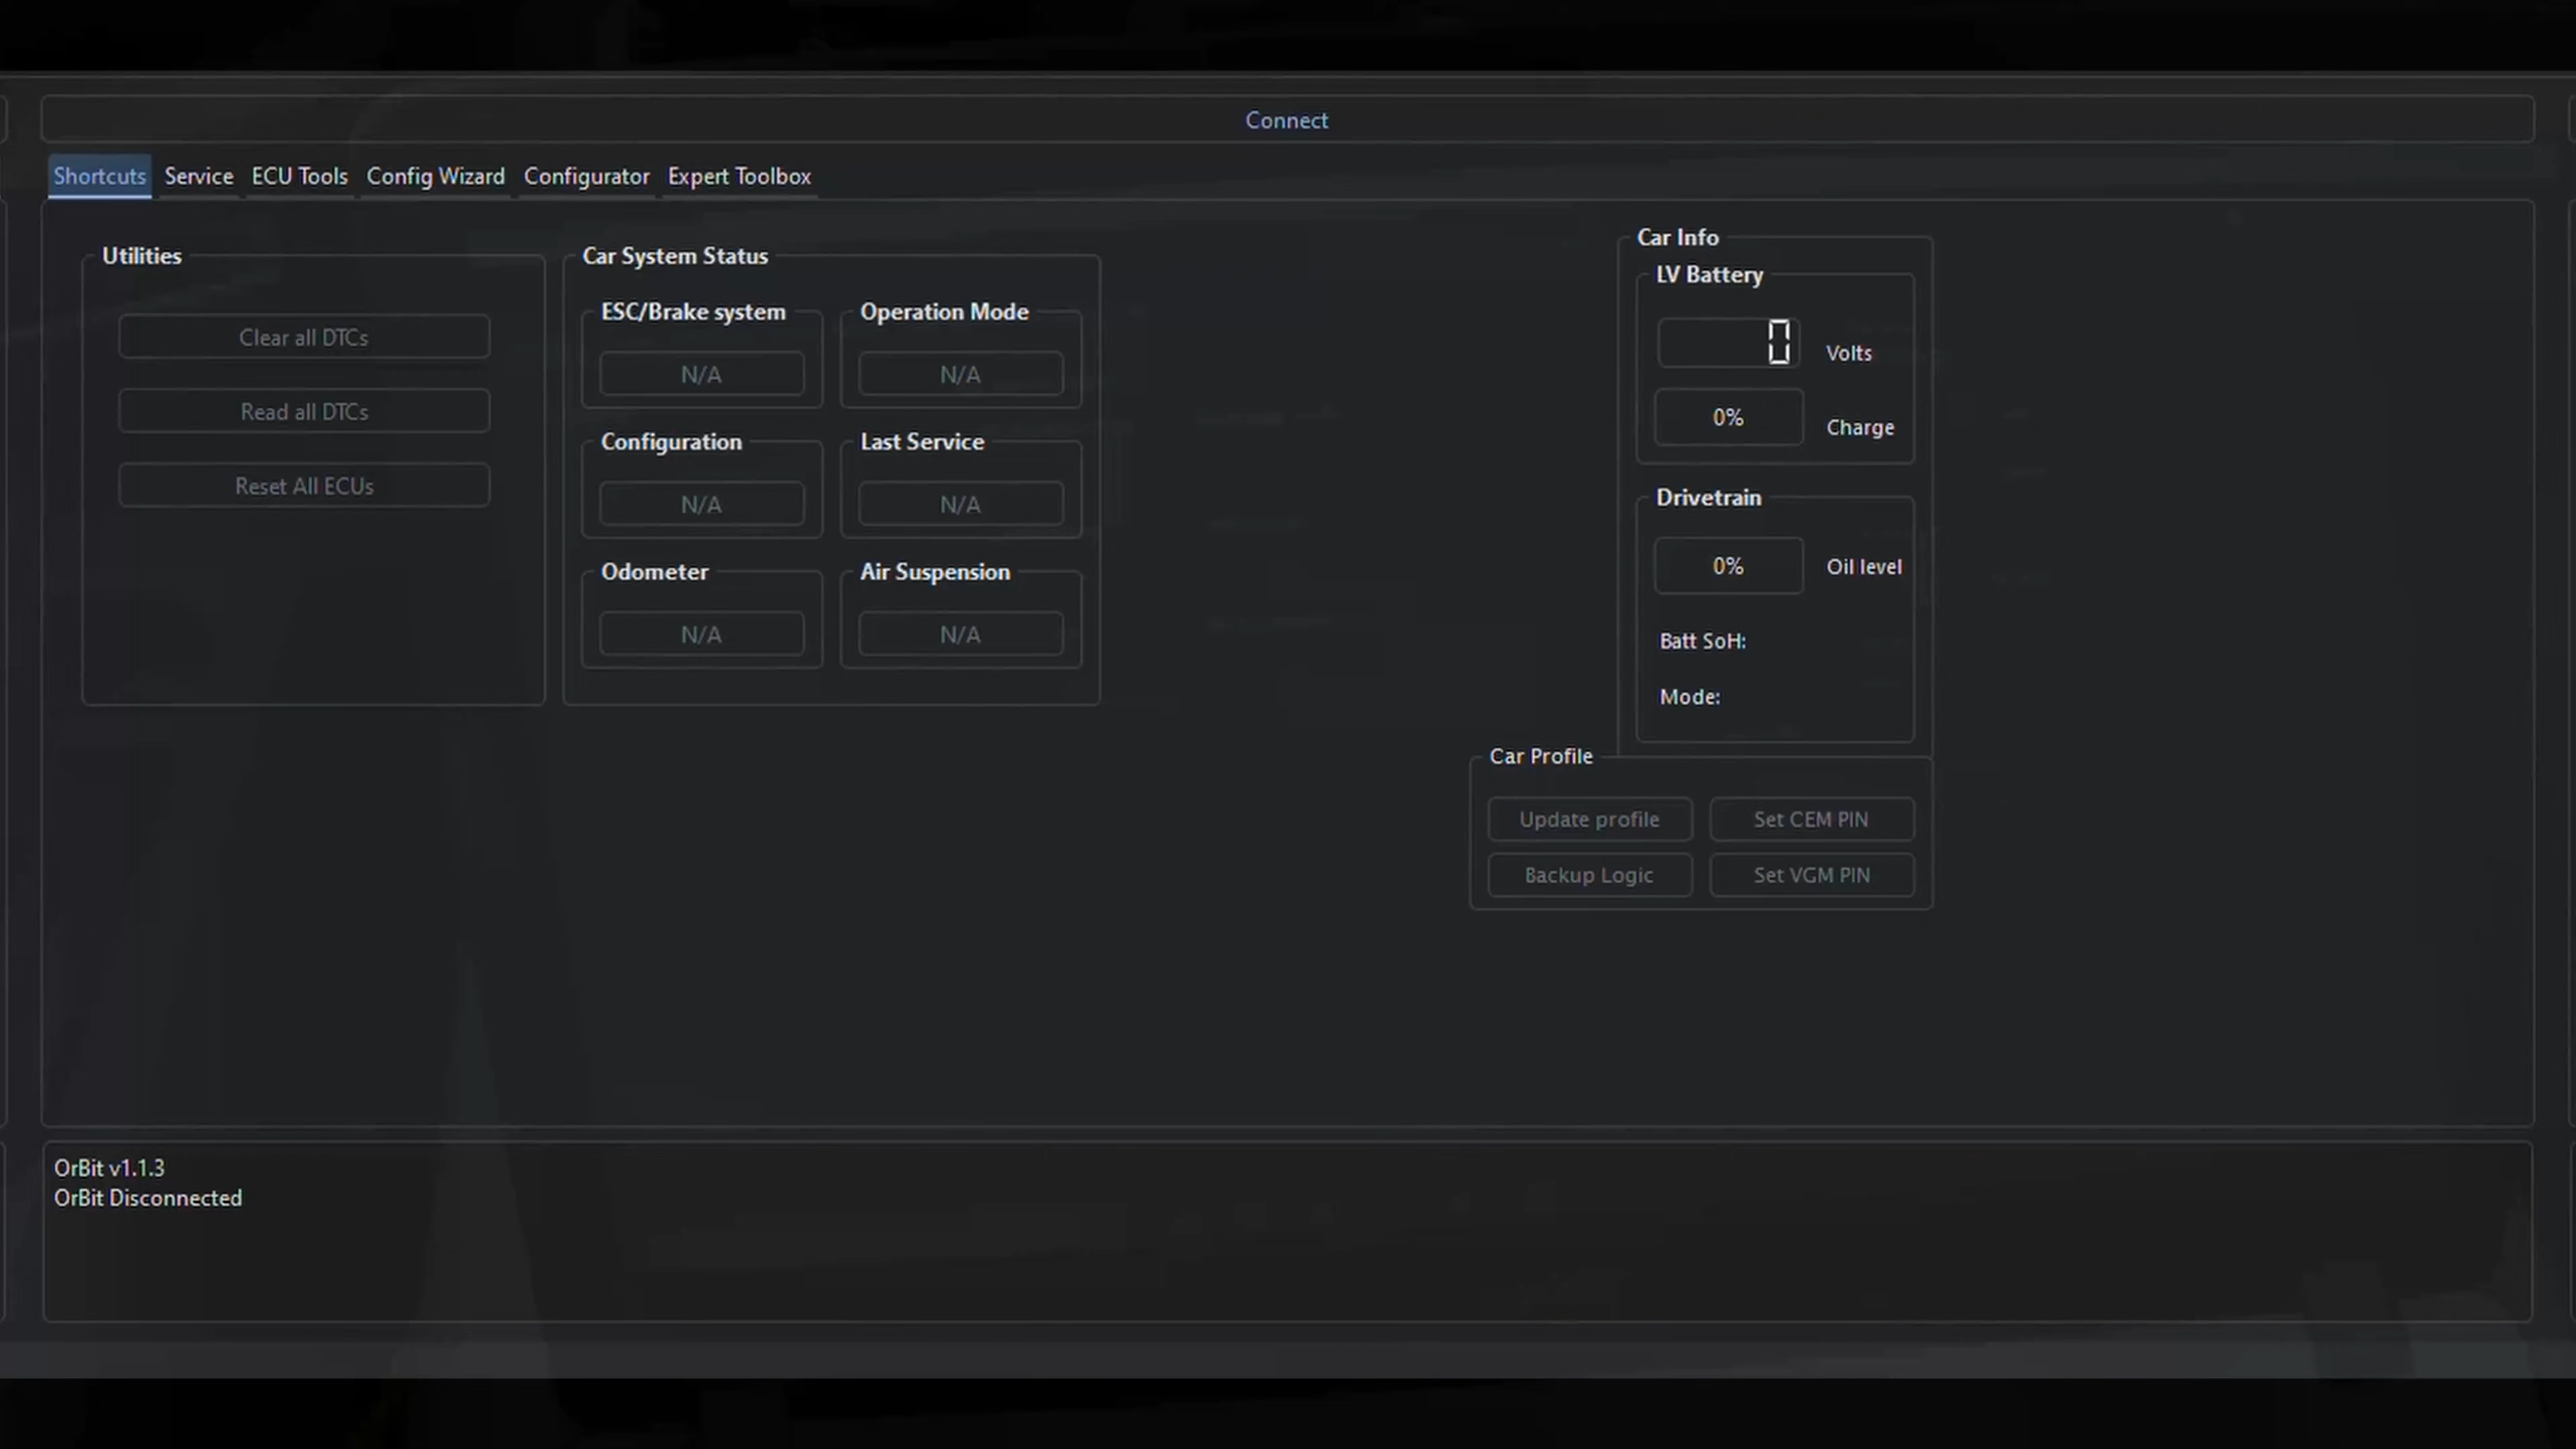 Connect
Shortcuts Service ECU Tools Config Wizard Configurator Expert Toolbox
Utilities
Clear all DTCs
Read all DTCs
Reset All ECUs
Car System Status
ESC/Brake system
N/A
Operation Mode
N/A
Configuration
N/A
Last Service
N/A
Odometer
N/A
Air Suspension
N/A
Car Info
LV Battery
0 Volts
0% Charge
Drivetrain
0% Oil level
Batt SoH:
Mode:
Car Profile
Update profile Set CEM PIN
Backup Logic Set VGM PIN
OrBit v1.1.3
OrBit Disconnected